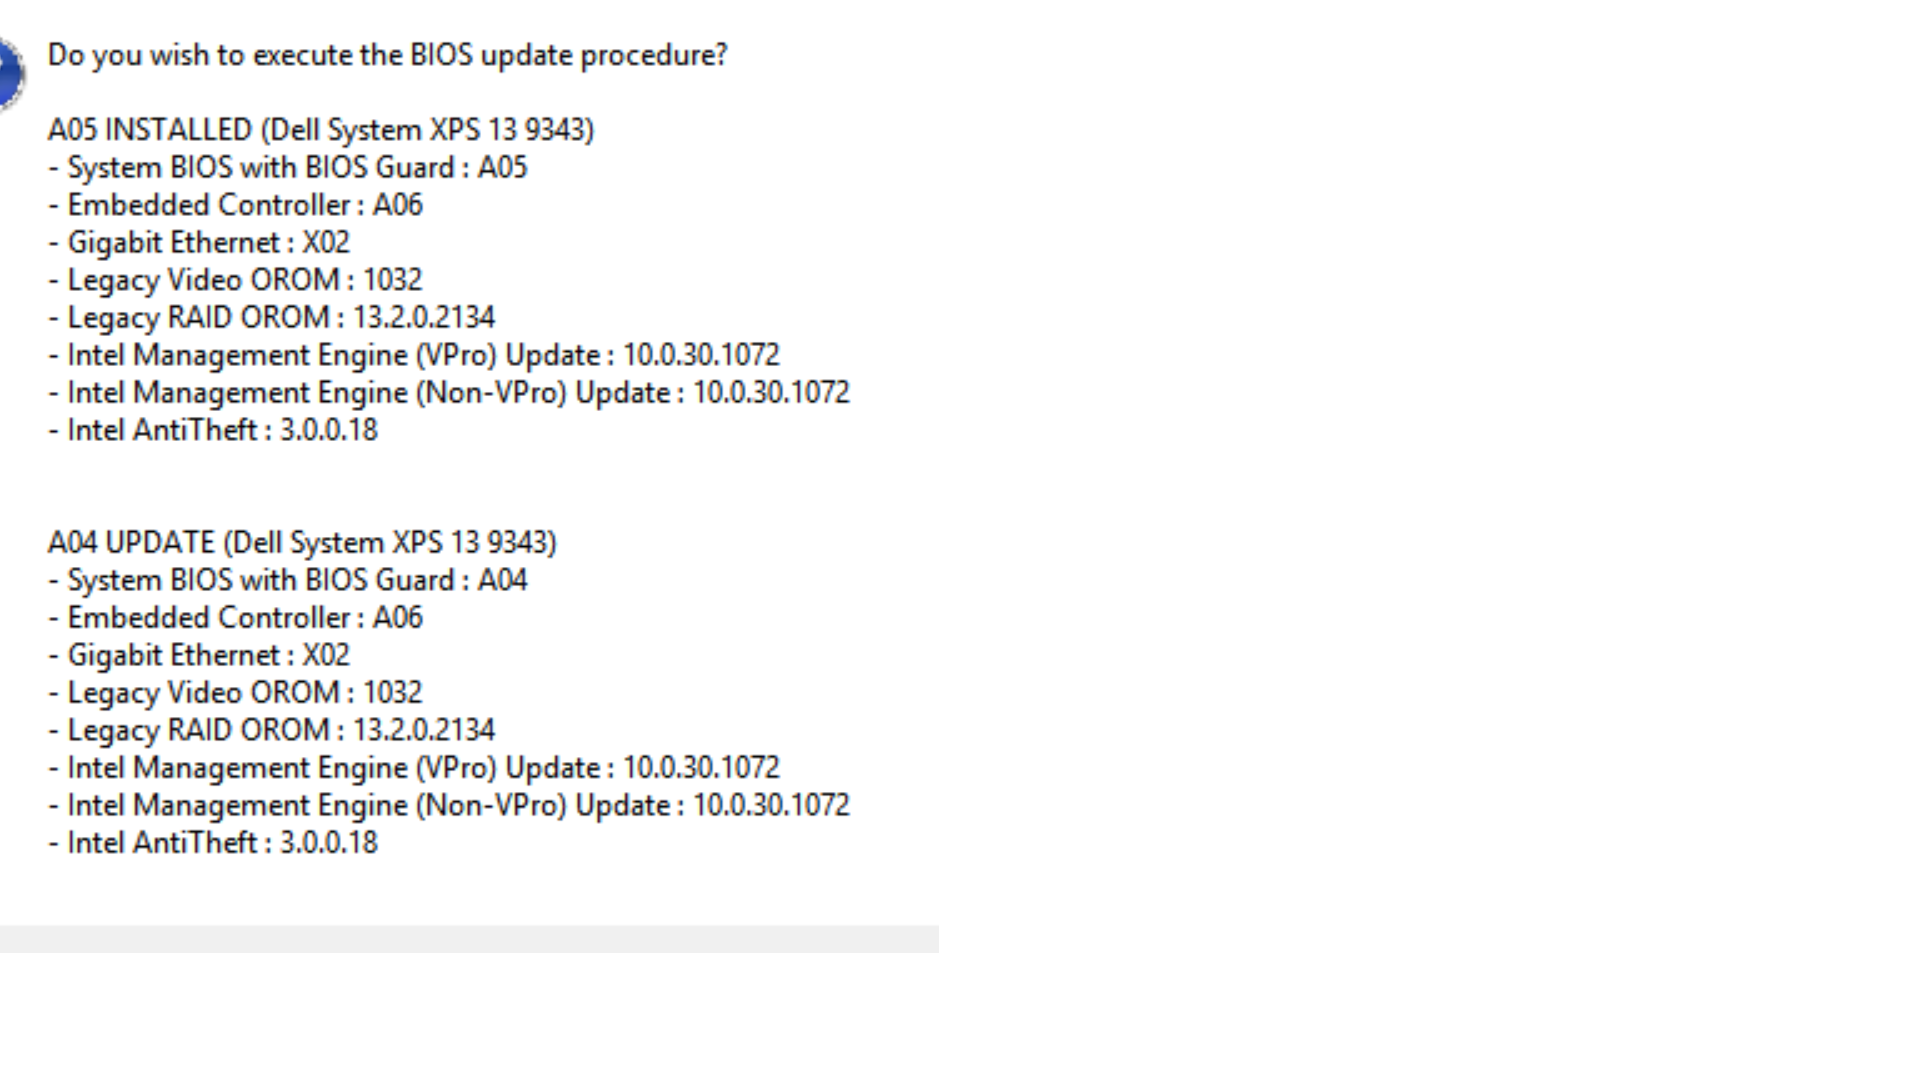 Do you wish to execute the BIOS update procedure?
A05 INSTALLED (Dell System XPS 13 9343)
- System BIOS with BIOS Guard : A05
- Embedded Controller : A06
- Gigabit Ethernet : X02
- Legacy Video OROM : 1032
- Legacy RAID OROM : 13.2.0.2134
- Intel Management Engine (VPro) Update : 10.0.30.1072
- Intel Management Engine (Non-VPro) Update : 10.0.30.1072
- Intel AntiTheft : 3.0.0.18
A04 UPDATE (Dell System XPS 13 9343)
- System BIOS with BIOS Guard : A04
- Embedded Controller : A06
- Gigabit Ethernet : X02
- Legacy Video OROM : 1032
- Legacy RAID OROM : 13.2.0.2134
- Intel Management Engine (VPro) Update : 10.0.30.1072
- Intel Management Engine (Non-VPro) Update : 10.0.30.1072
- Intel AntiTheft : 3.0.0.18